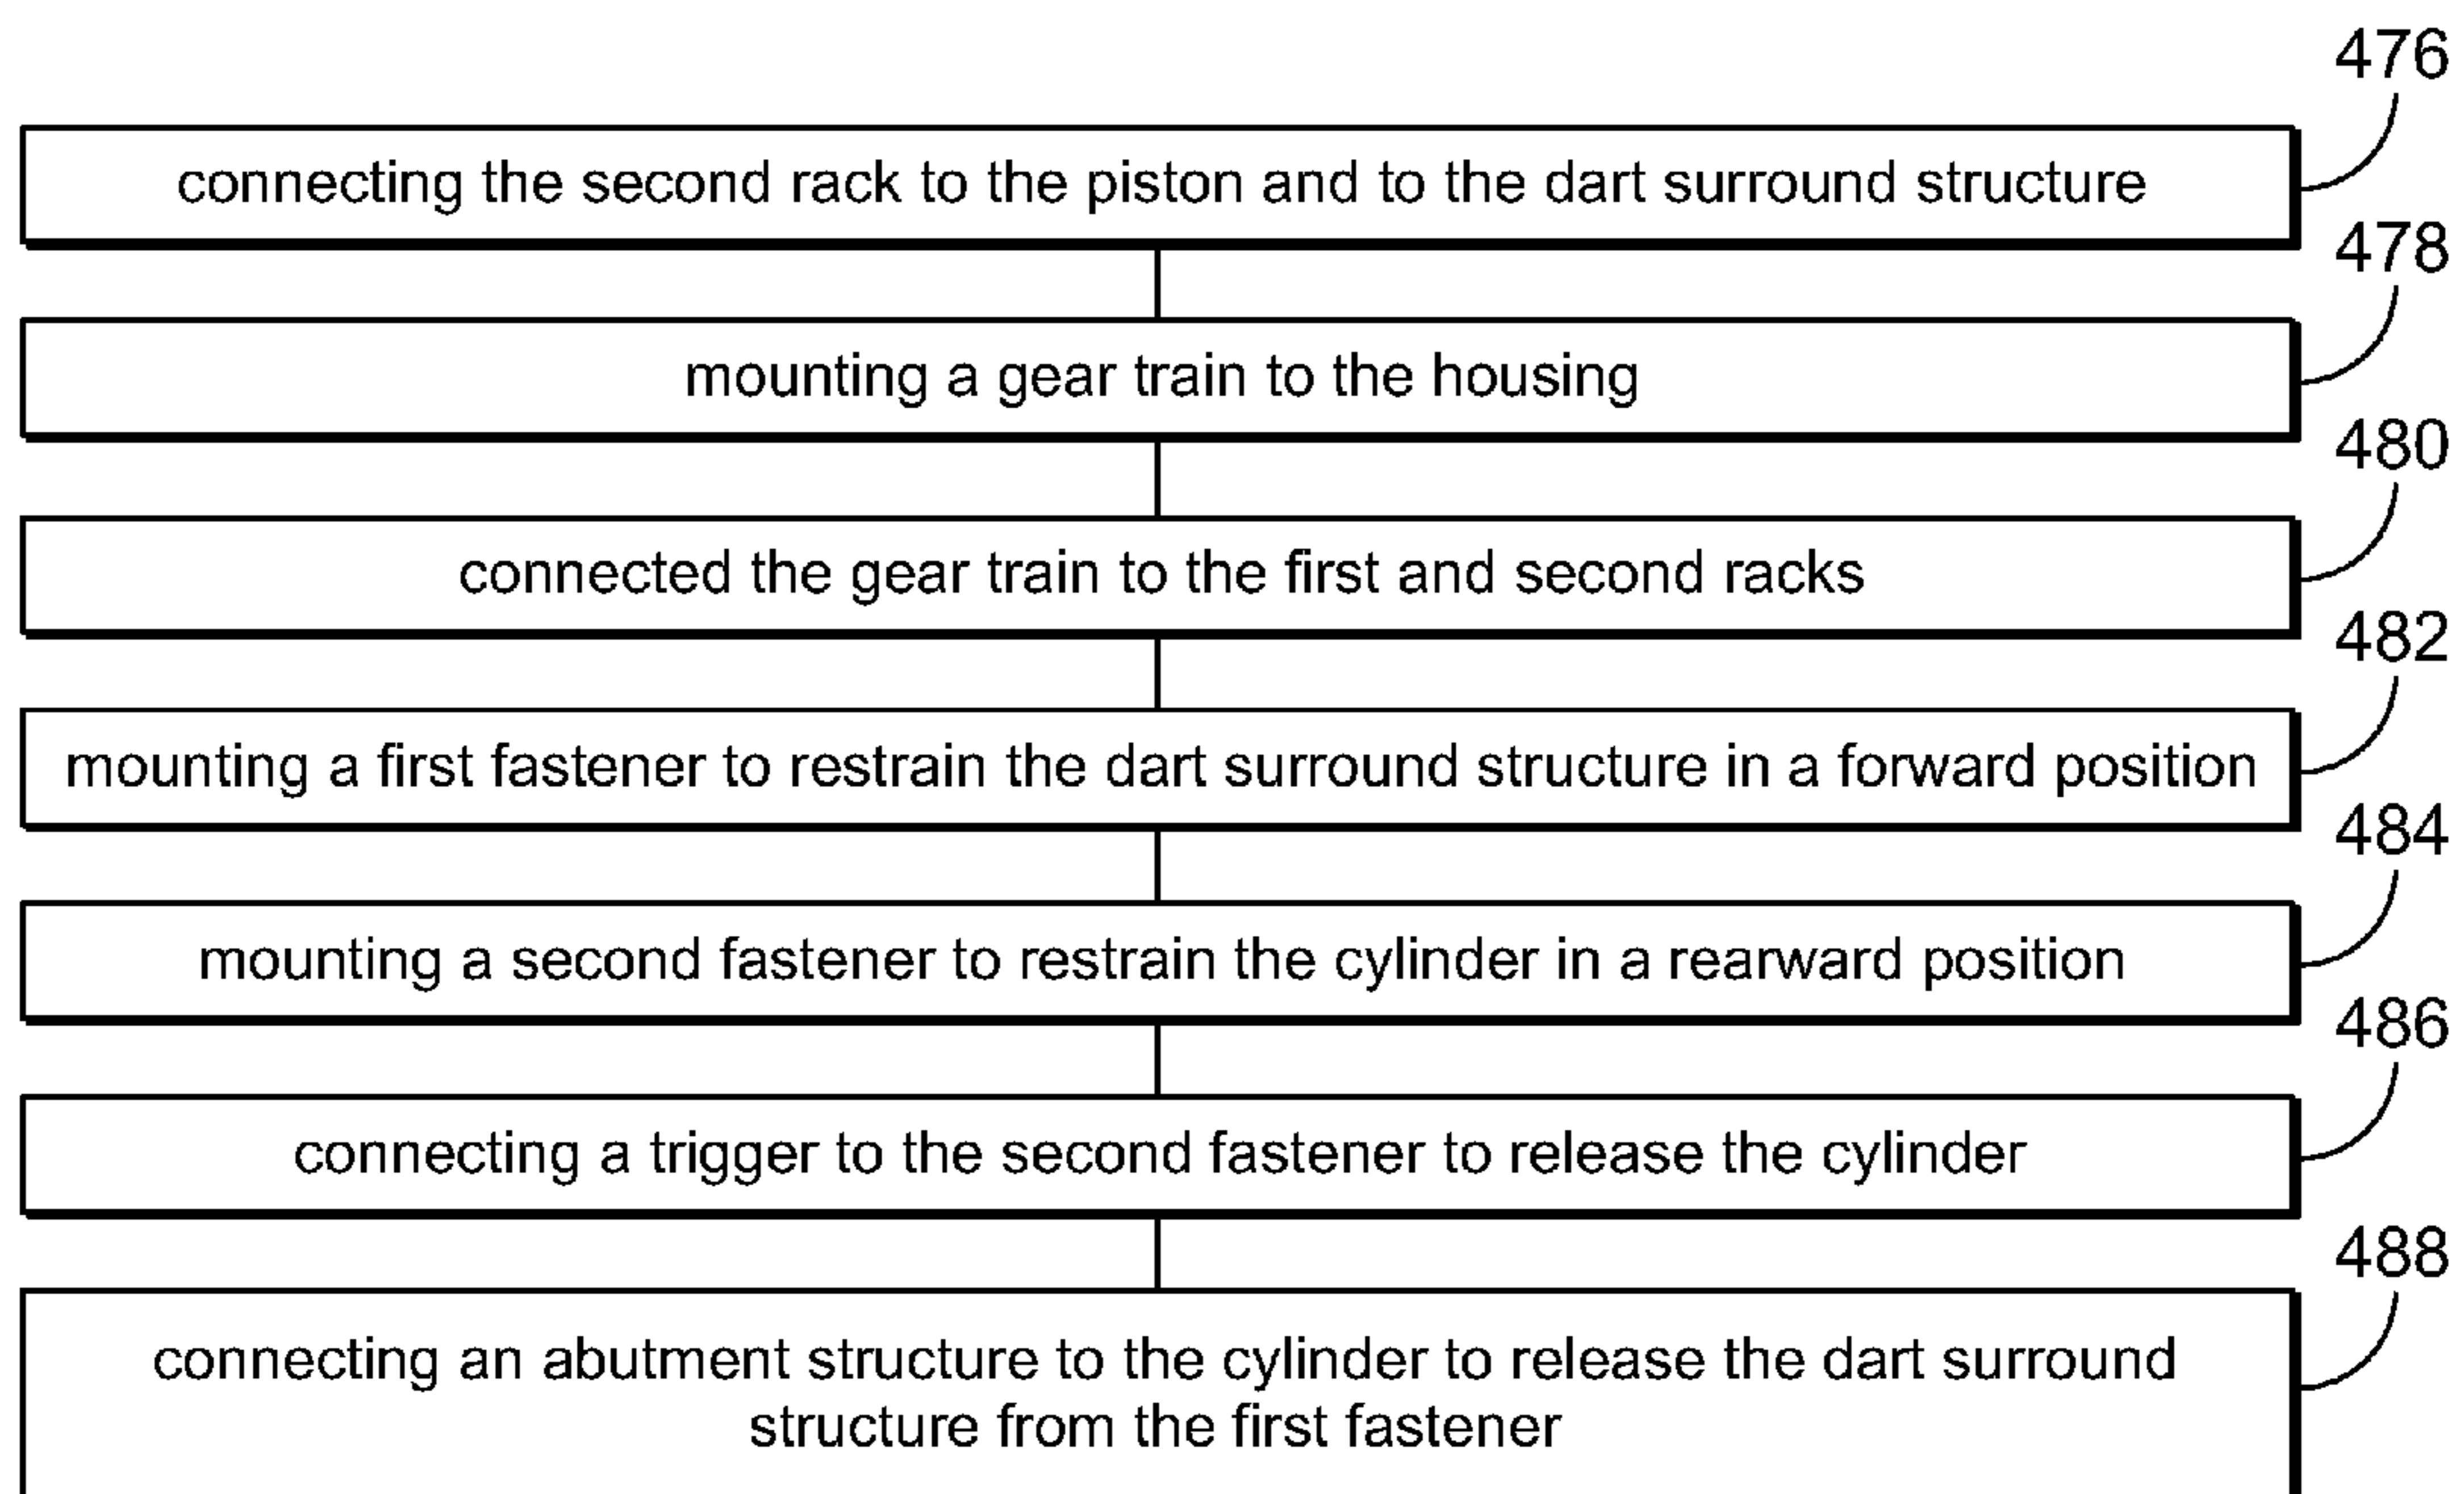 476
connecting the second rack to the piston and to the dart surround structure
478
mounting a gear train to the housing
480
connected the gear train to the first and second racks
482
mounting a first fastener to restrain the dart surround structure in a forward position
484
mounting a second fastener to restrain the cylinder in a rearward position
486
connecting a trigger to the second fastener to release the cylinder
488
connecting an abutment structure to the cylinder to release the dart surround
structure from the first fastener